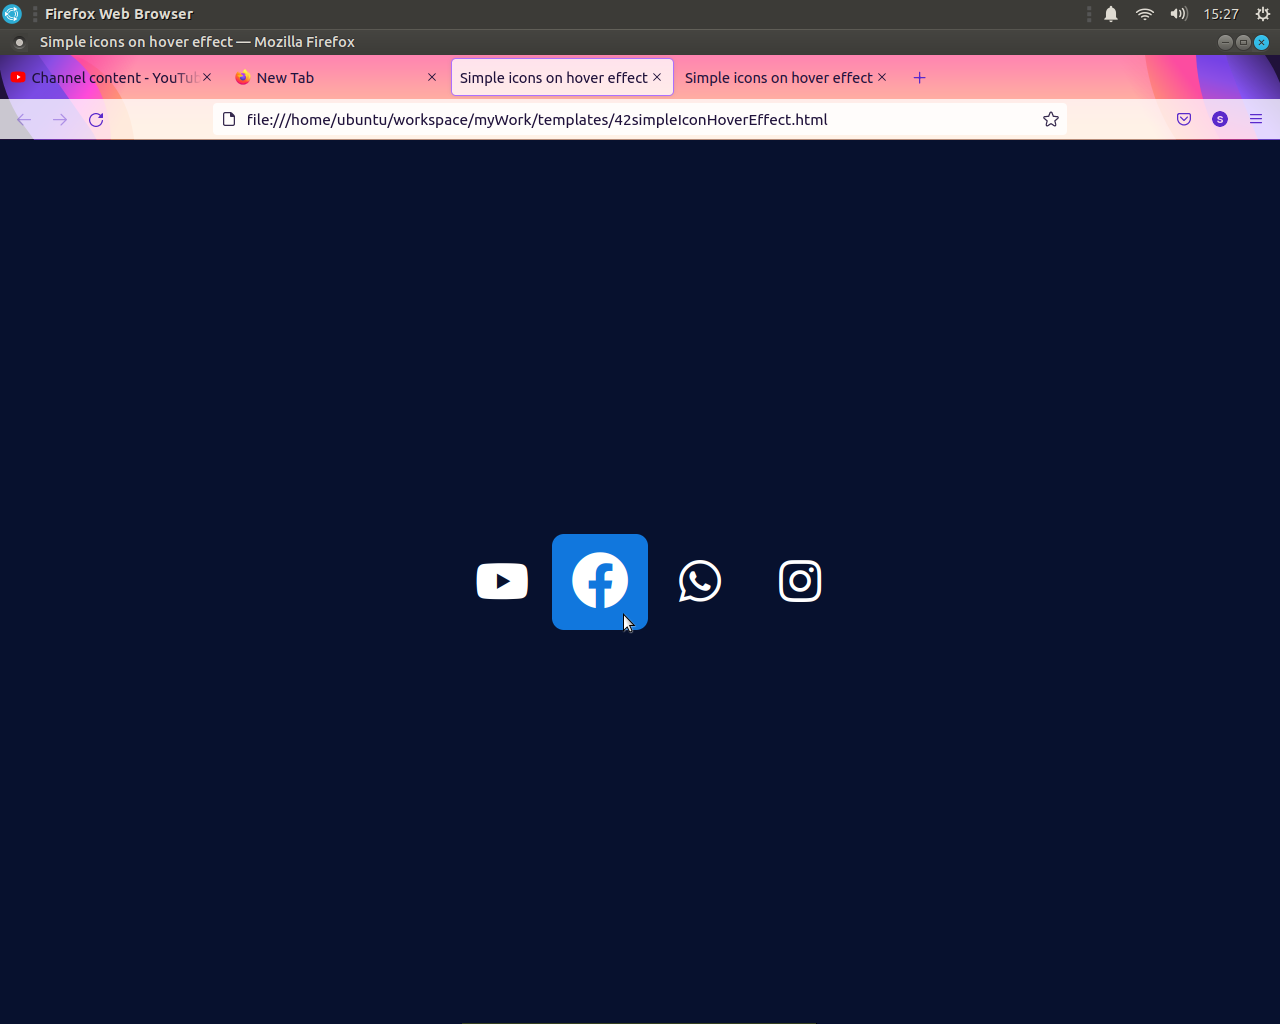 Firefox Web Browser
15:27
Simple icons on hover effect — Mozilla Firefox
Channel content - YouTub
New Tab
Simple icons on hover effect
Simple icons on hover effect
file:///home/ubuntu/workspace/myWork/templates/42simpleIconHoverEffect.html
S